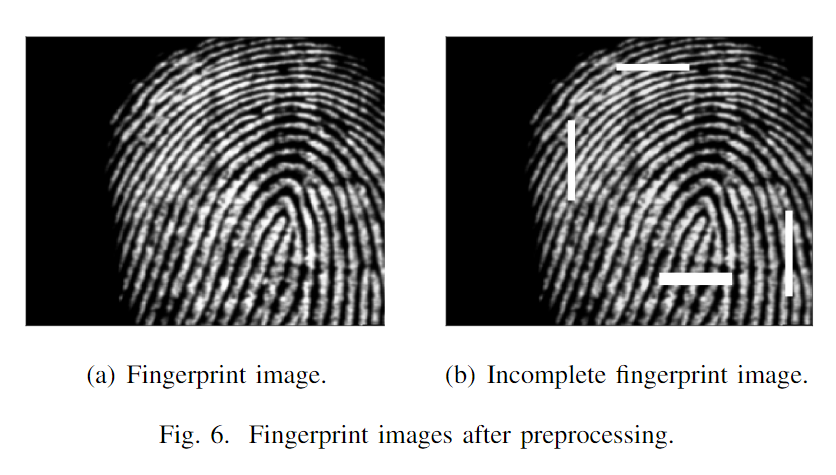 (a) Fingerprint image.
(b) Incomplete fingerprint image.
Fig. 6. Fingerprint images after preprocessing.